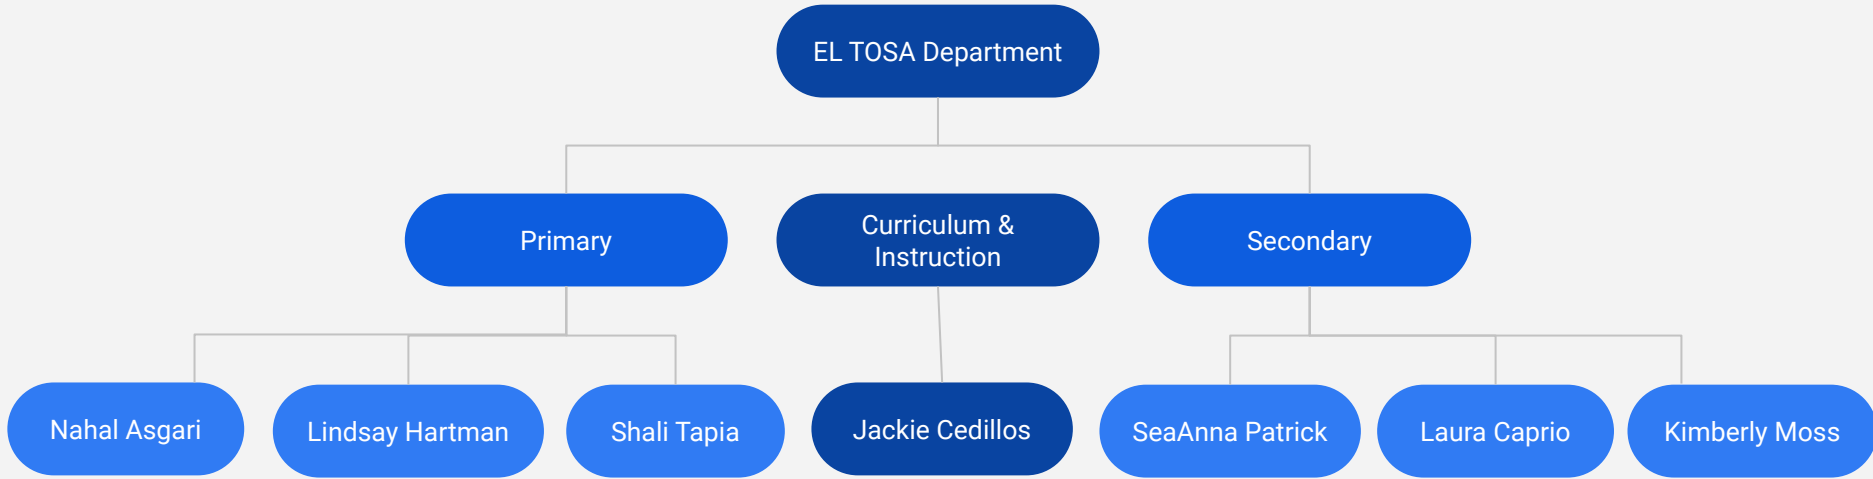 EL TOSA Department
Primary
Curriculum &
Instruction
Secondary
Nahal Asgari
Lindsay Hartman
Shali Tapia
Jackie Cedillos
SeaAnna Patrick
Laura Caprio
Kimberly Moss